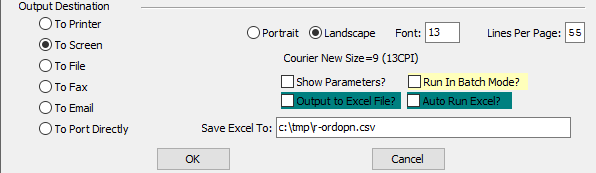 Output Destination
To Printer
To Screen
To File
To Fax
To Email
To Port Directly
Portrait Landscape Font: 13 Lines Per Page: 55
Courier New Size=9 (13CPI)
Show Parameters? Run In Batch Mode?
Output to Excel File? Auto Run Excel?
Save Excel To: c:\tmp\r-ordopn.csv
OK Cancel